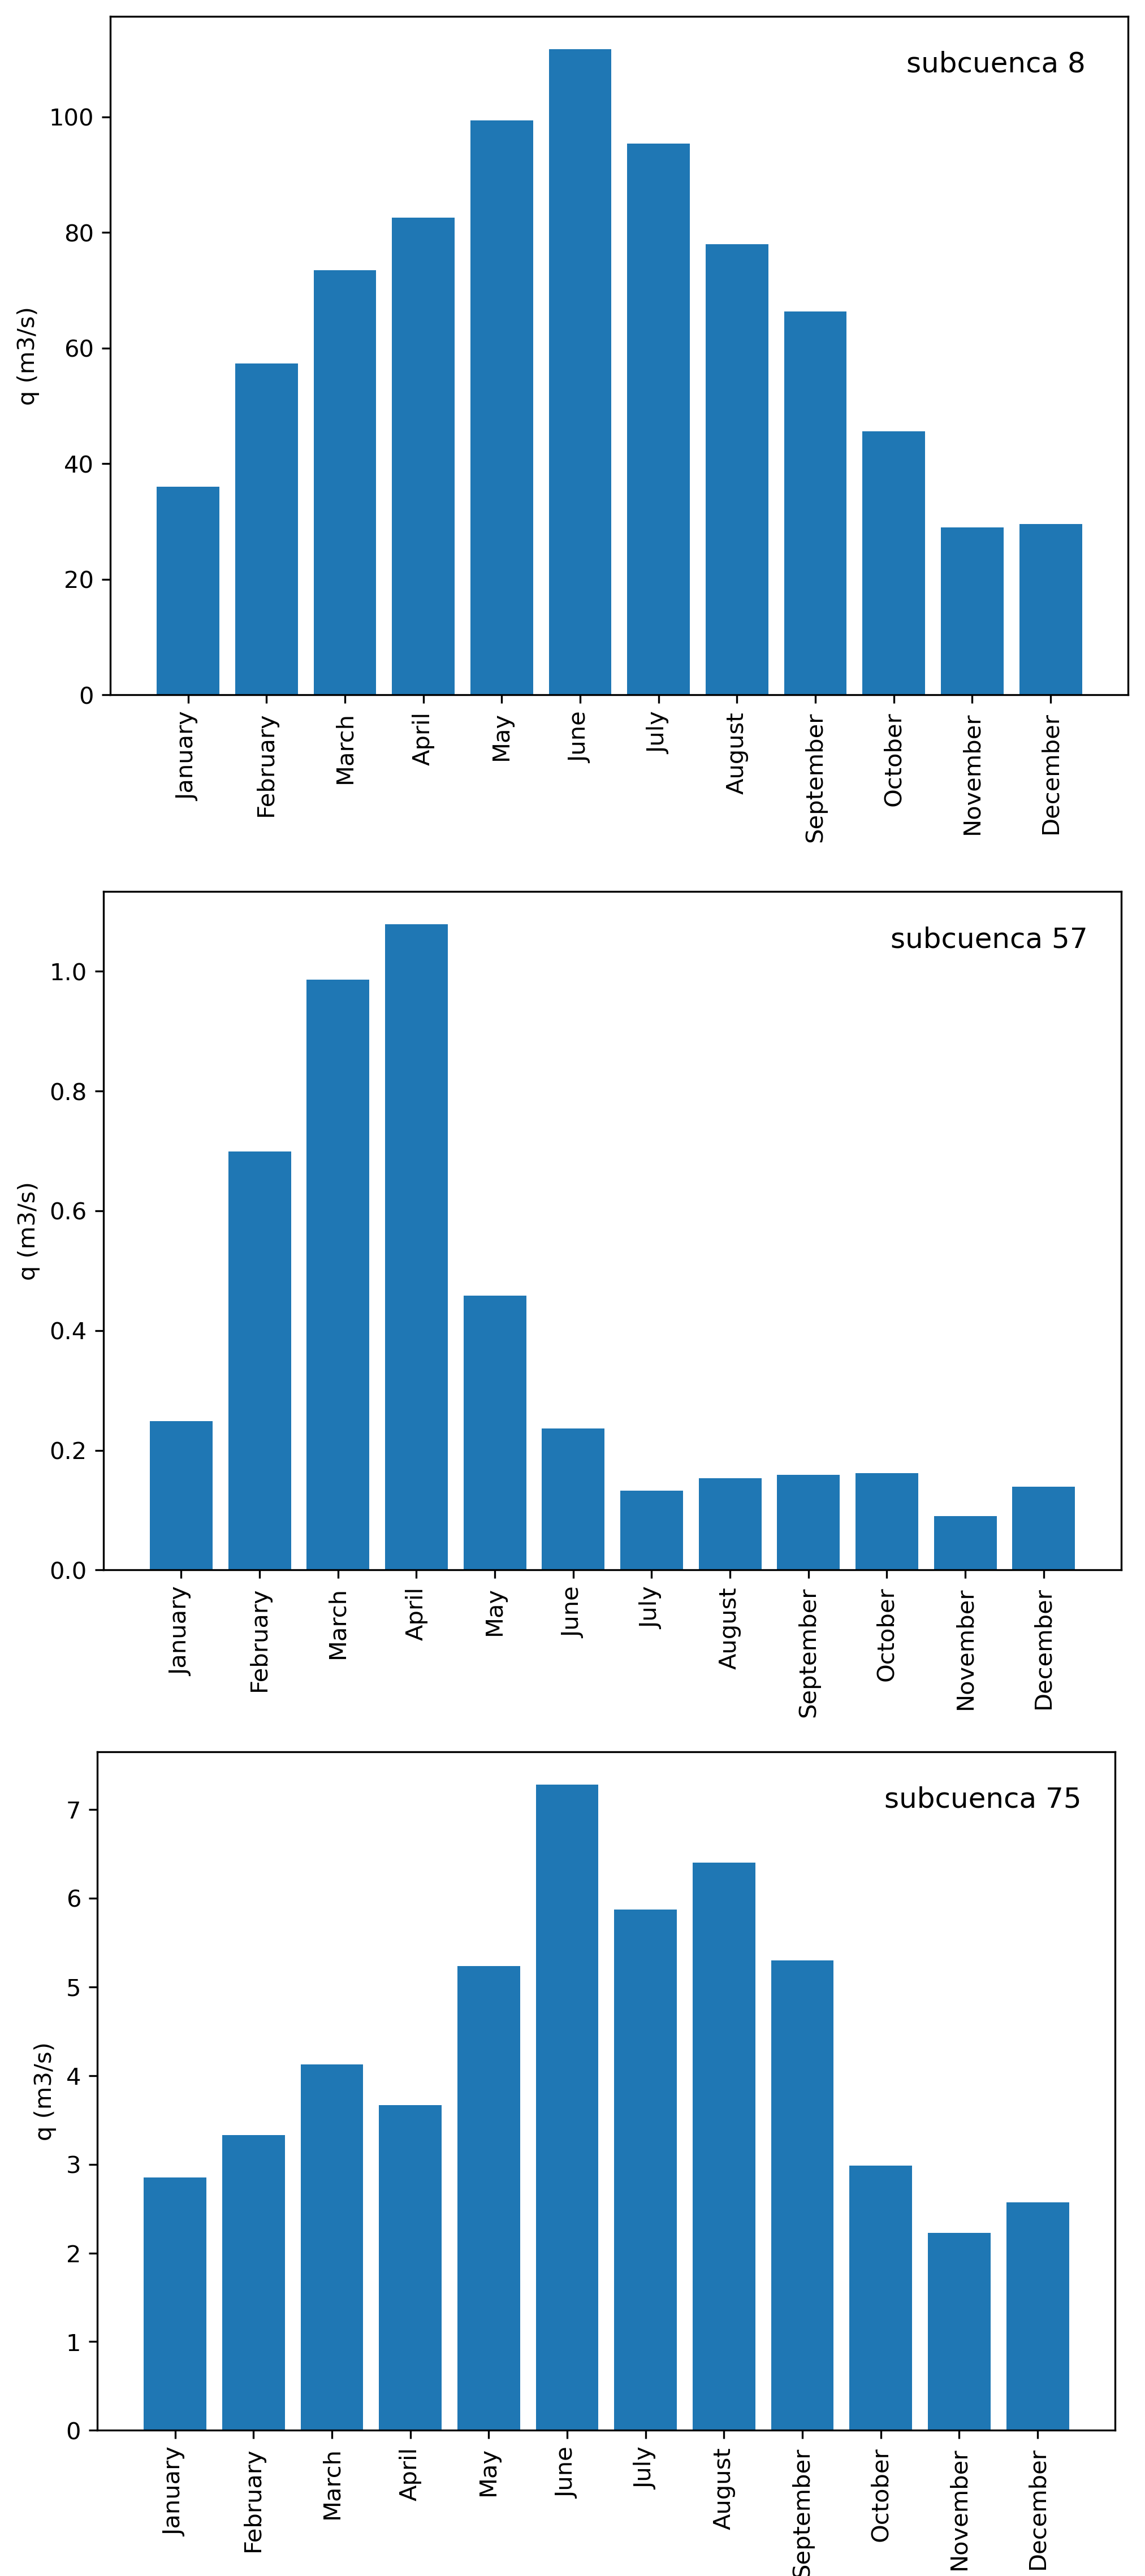 subcuenca 8
q (m3/s)
100
80
60
40
20
0
January
February
March
April
May
June
July
August
September
October
November
December
subcuenca 57
q (m3/s)
1.0
0.8
0.6
0.4
0.2
0.0
January
February
March
April
May
June
July
August
September
October
November
December
subcuenca 75
q (m3/s)
7
6
5
4
3
2
1
0
January
February
March
April
May
June
July
August
September
October
November
December